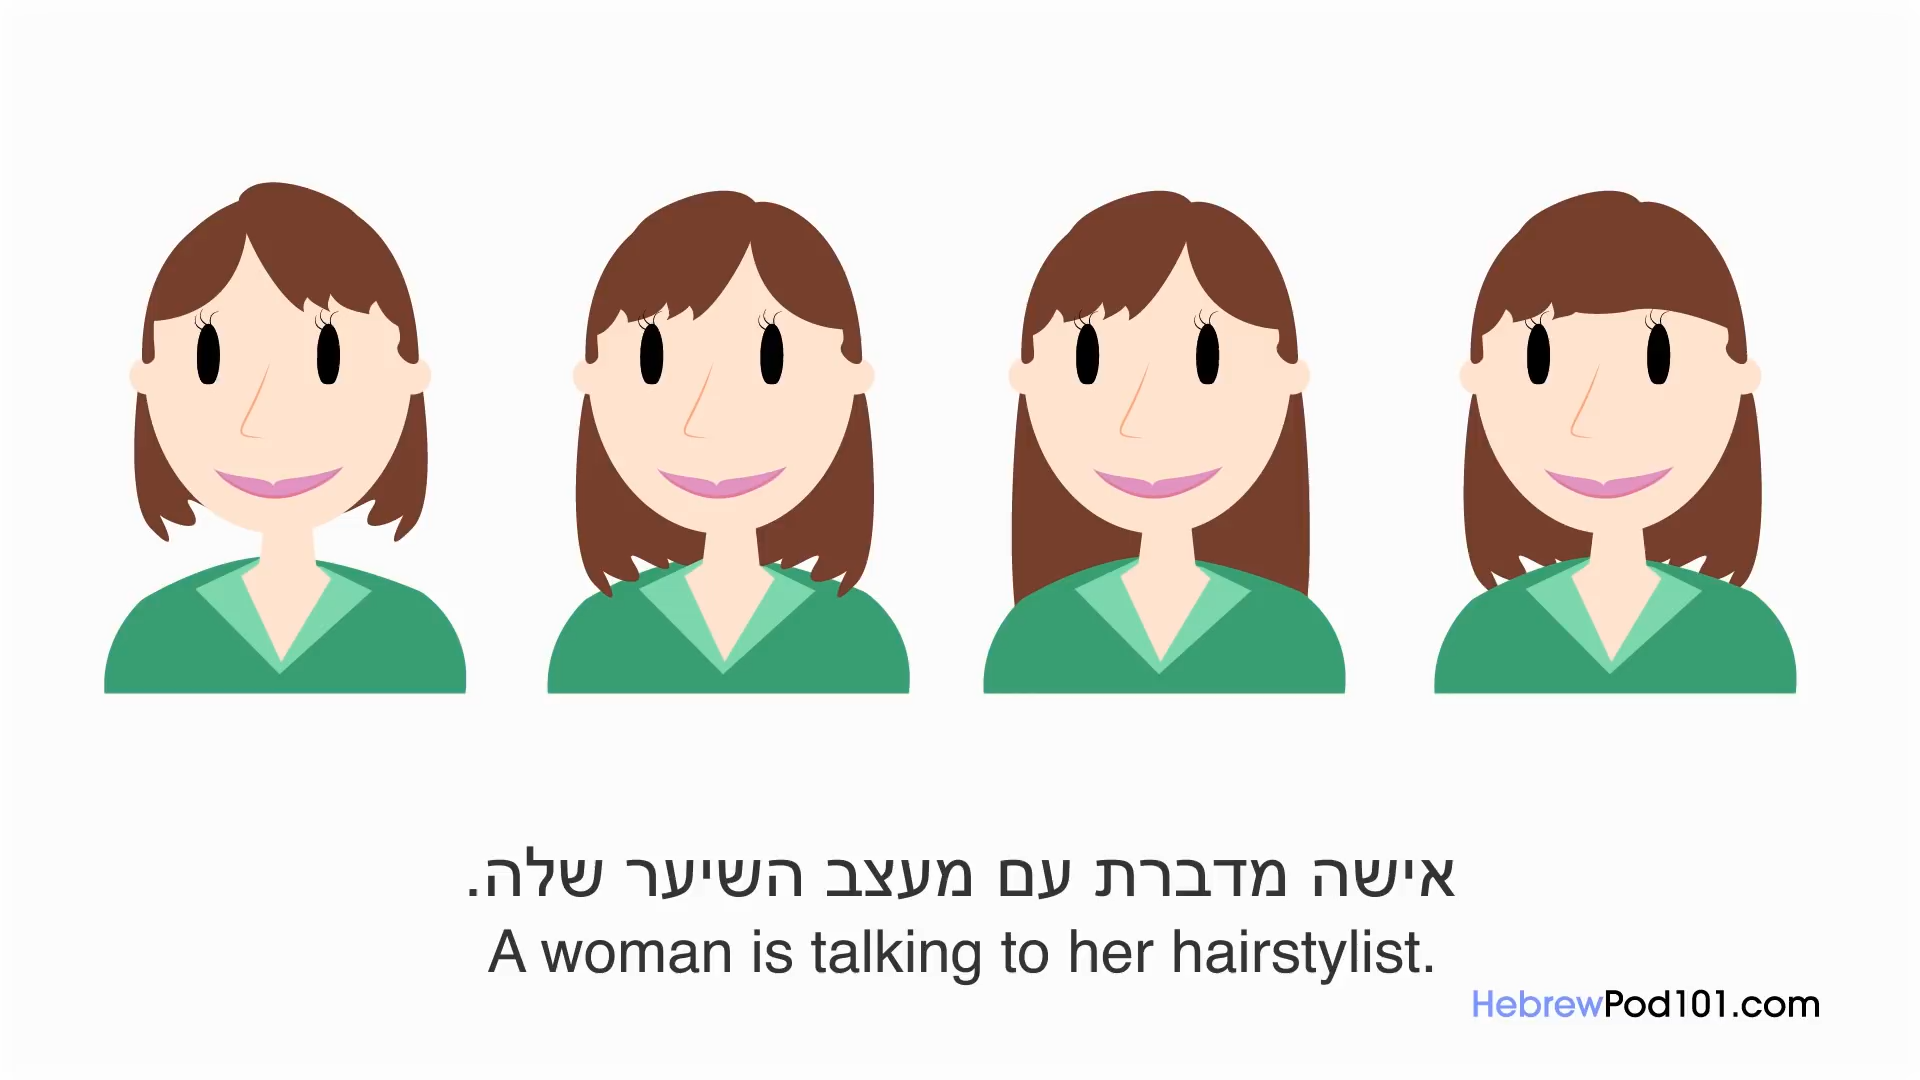 אישה מדברת עם מעצב השיער שלה.
A woman is talking to her hairstylist.
HebrewPod101.com